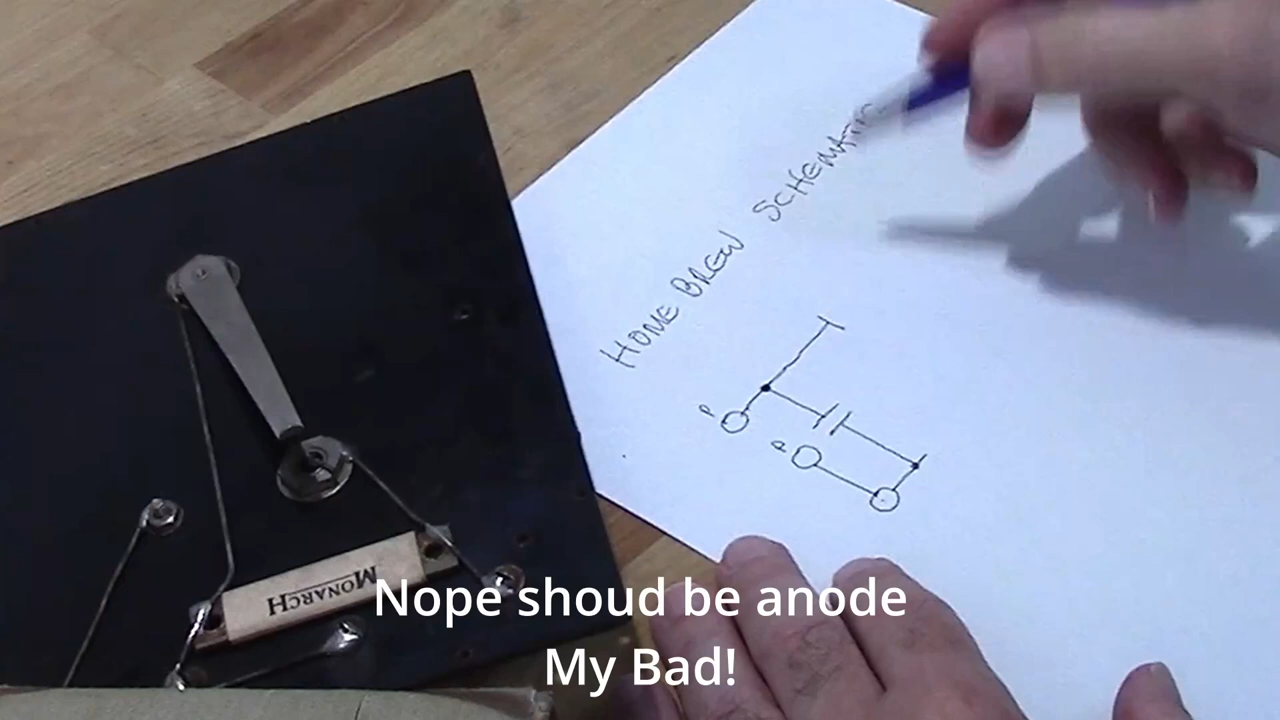 HOME BREW SCHEMATIC
P
P
MONARCH
Nope shoud be anode
My Bad!